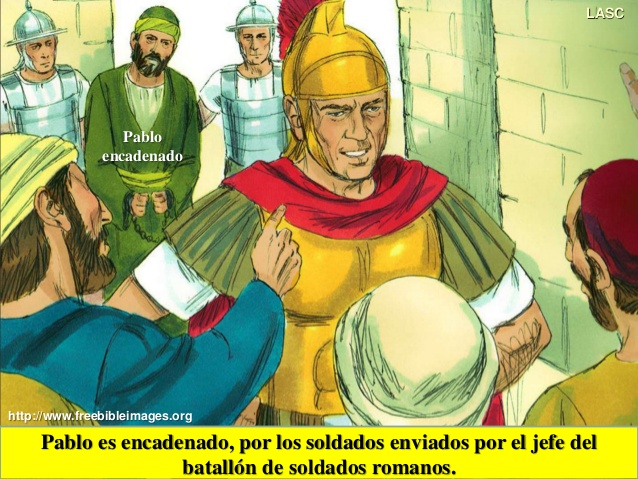 LASC
Pablo
encadenado
http://www.freebibleimages.org
Pablo es encadenado, por los soldados enviados por el jefe del
batallón de soldados romanos.